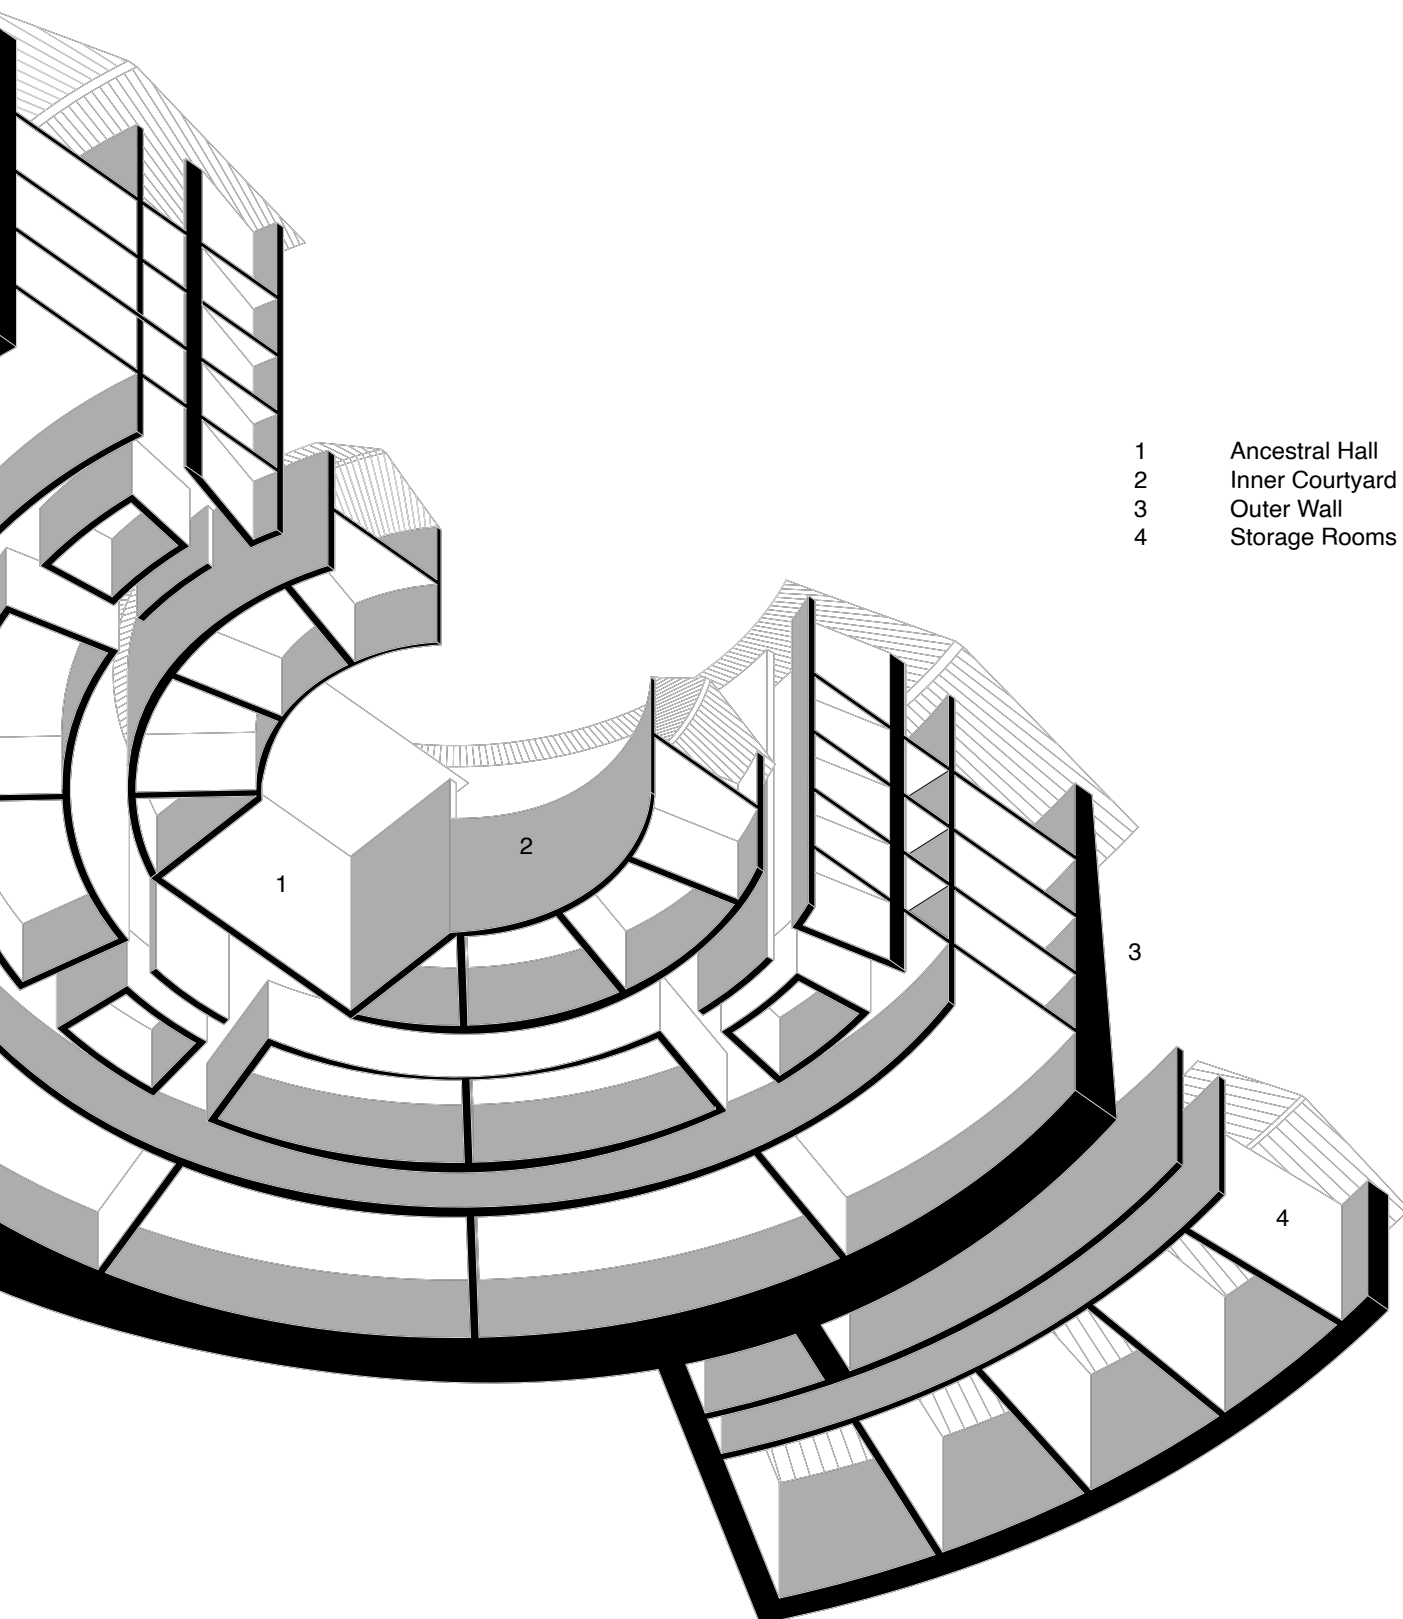 1 Ancestral Hall
2 Inner Courtyard
3 Outer Wall
4 Storage Rooms
2
1
3
4